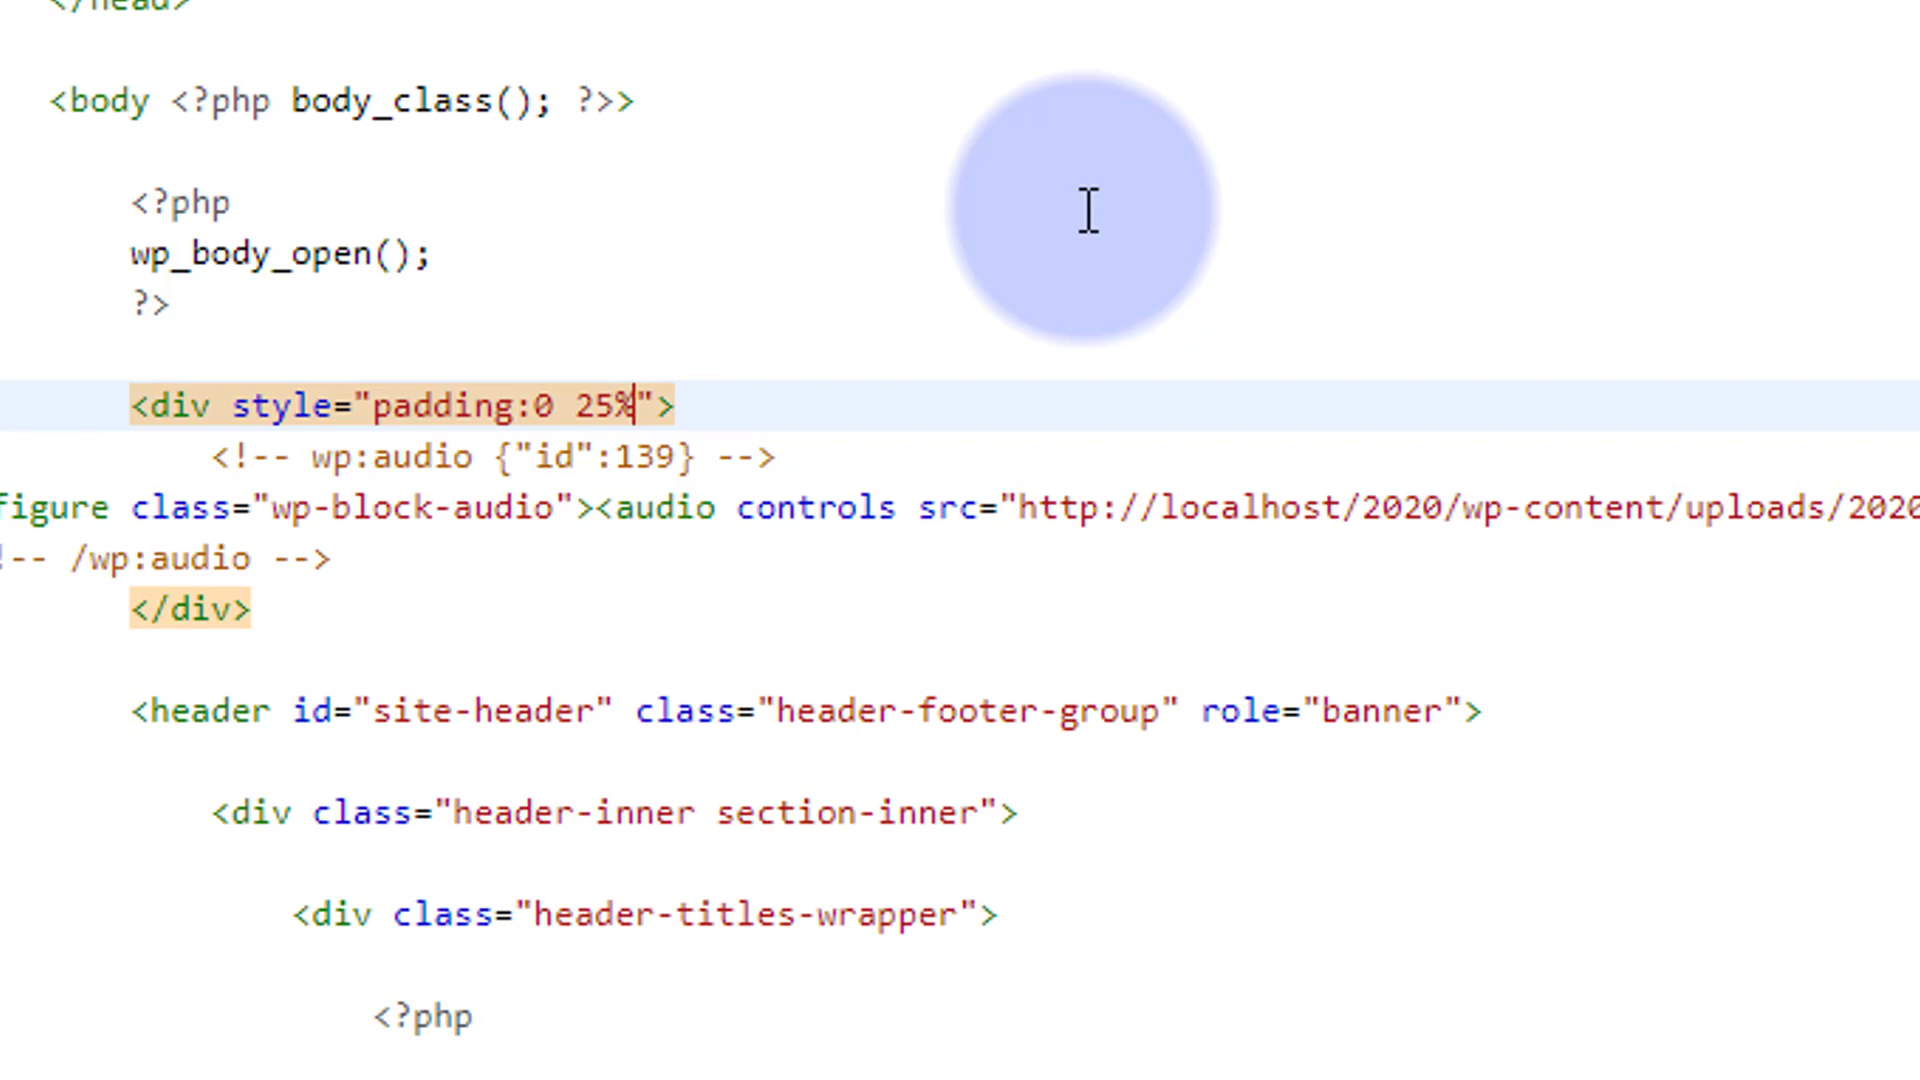 </head>
<body <?php body_class(); ?>>
<?php
wp_body_open();
?>
<div style="padding:0 25%">
<!-- wp:audio {"id":139} -->
figure class="wp-block-audio"><audio controls src="http://localhost/2020/wp-content/uploads/2020
!-- /wp:audio -->
</div>
<header id="site-header" class="header-footer-group" role="banner">
<div class="header-inner section-inner">
<div class="header-titles-wrapper">
<?php